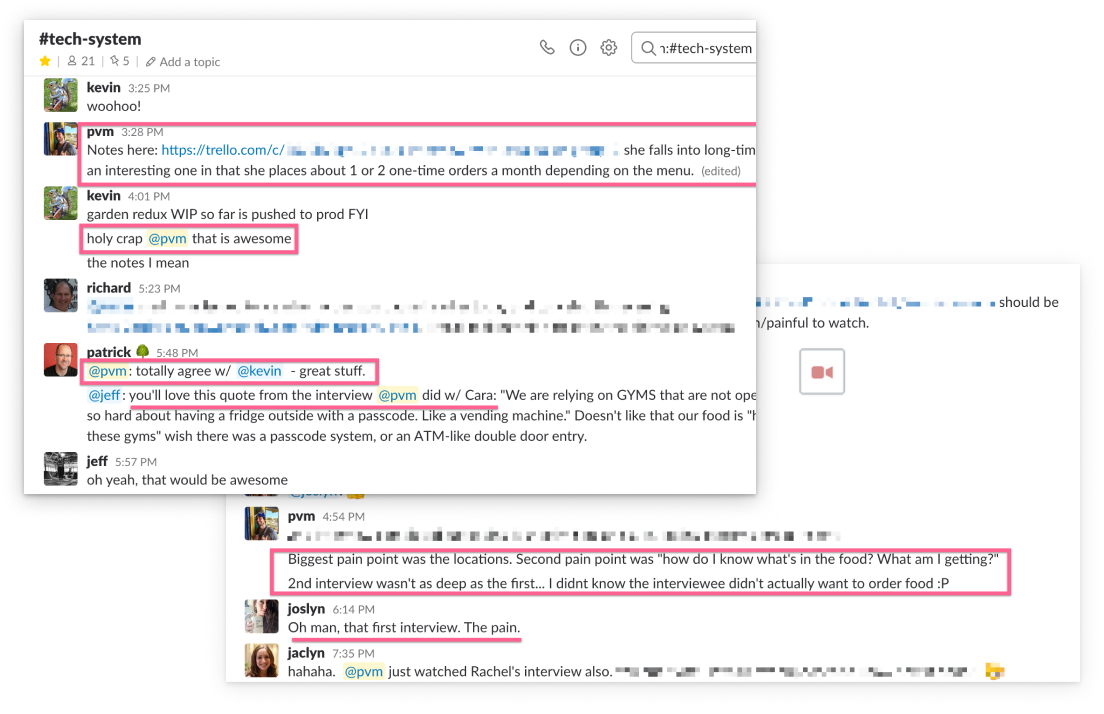 #tech-system
21 | 5 | Add a topic
n:#tech-system
kevin 3:25 PM
woohoo!
pvm 3:28 PM
Notes here: https://trello.com/c/ she falls into long-tim
an interesting one in that she places about 1 or 2 one-time orders a month depending on the menu. (edited)
kevin 4:01 PM
garden redux WIP so far is pushed to prod FYI
holy crap @pvm that is awesome
the notes I mean
richard 5:23 PM
patrick 5:48 PM
@pvm: totally agree w/ @kevin - great stuff.
@jeff: you'll love this quote from the interview @pvm did w/ Cara: "We are relying on GYMS that are not ope
so hard about having a fridge outside with a passcode. Like a vending machine." Doesn't like that our food is "h
these gyms" wish there was a passcode system, or an ATM-like double door entry.
jeff 5:57 PM
oh yeah, that would be awesome
should be
n/painful to watch.
@joslyn
pvm 4:54 PM
Biggest pain point was the locations. Second pain point was "how do I know what's in the food? What am I getting?"
2nd interview wasn't as deep as the first... I didnt know the interviewee didn't actually want to order food :P
joslyn 6:14 PM
Oh man, that first interview. The pain.
jaclyn 7:35 PM
hahaha. @pvm just watched Rachel's interview also.